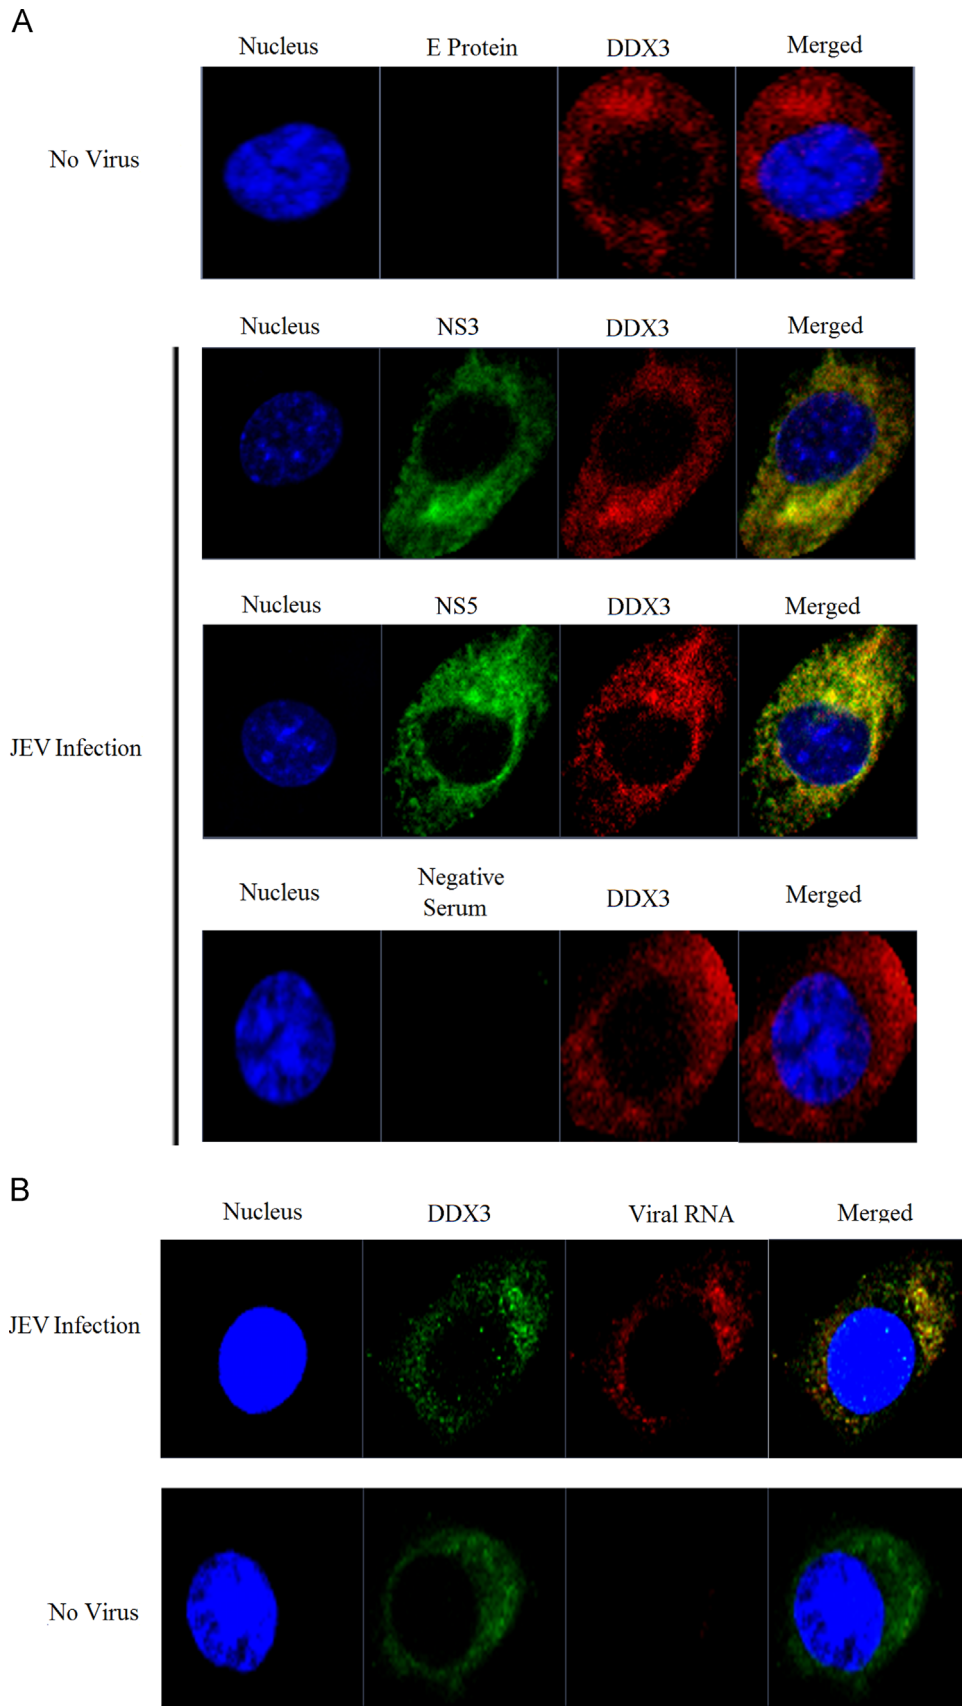 A
Nucleus E Protein DDX3 Merged
No Virus
Nucleus NS3 DDX3 Merged
Nucleus NS5 DDX3 Merged
JEV Infection
Nucleus Negative Serum DDX3 Merged
B
Nucleus DDX3 Viral RNA Merged
JEV Infection
No Virus